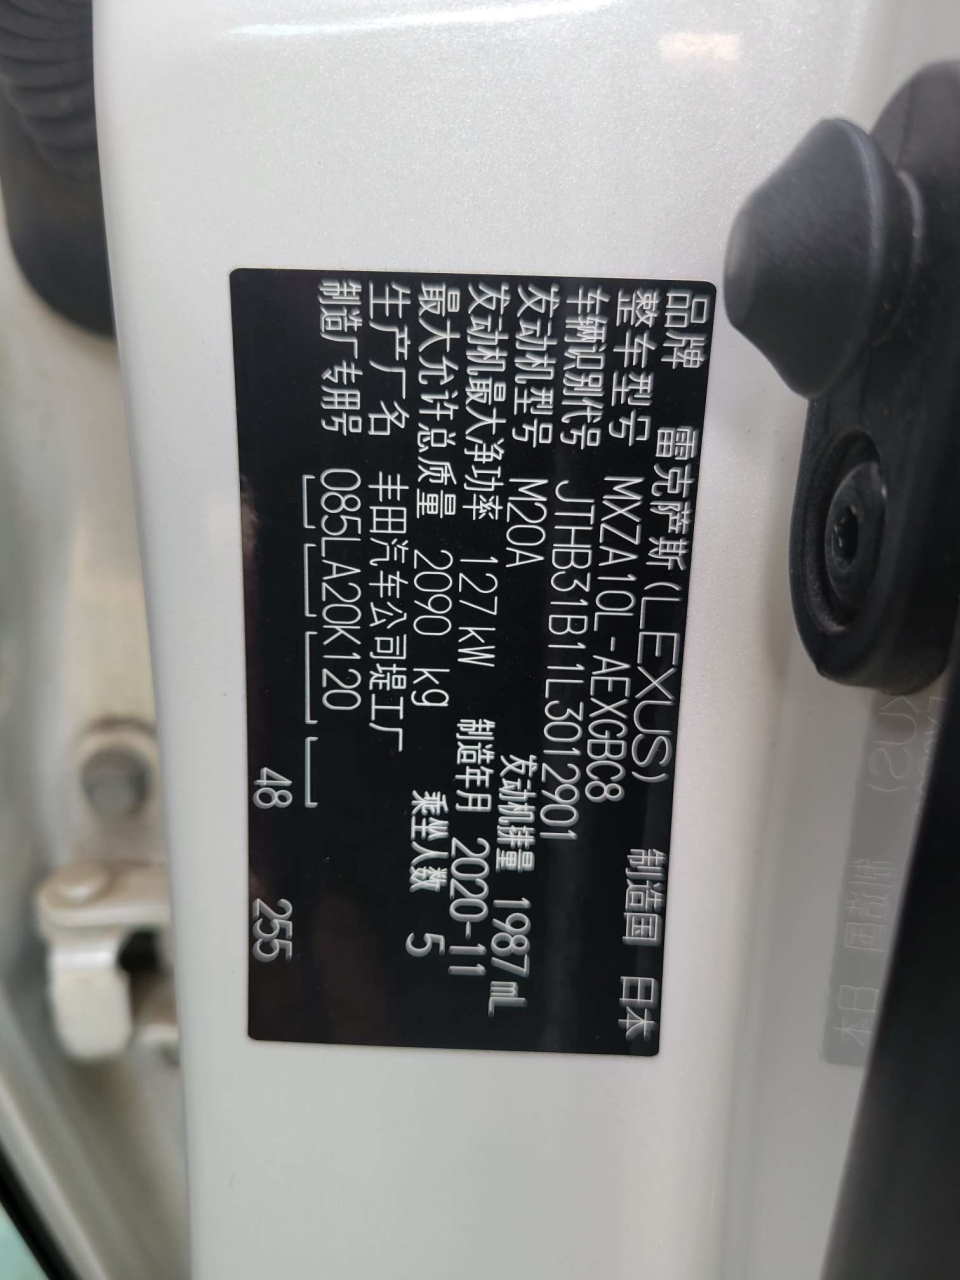 品牌 雷克萨斯(LEXUS) 制造国 日本
整车型号 MXZA10L-AEXGBC8
车辆识别代号 JTHB31B11L3012901
发动机型号 M20A 发动机排量 1987 mL
发动机最大净功率 127 kW 制造年月 2020-11
最大允许总质量 2090 kg 乘坐人数 5
生产厂名 丰田汽车公司堤工厂
制造厂专用号 085LA20K120
48 255